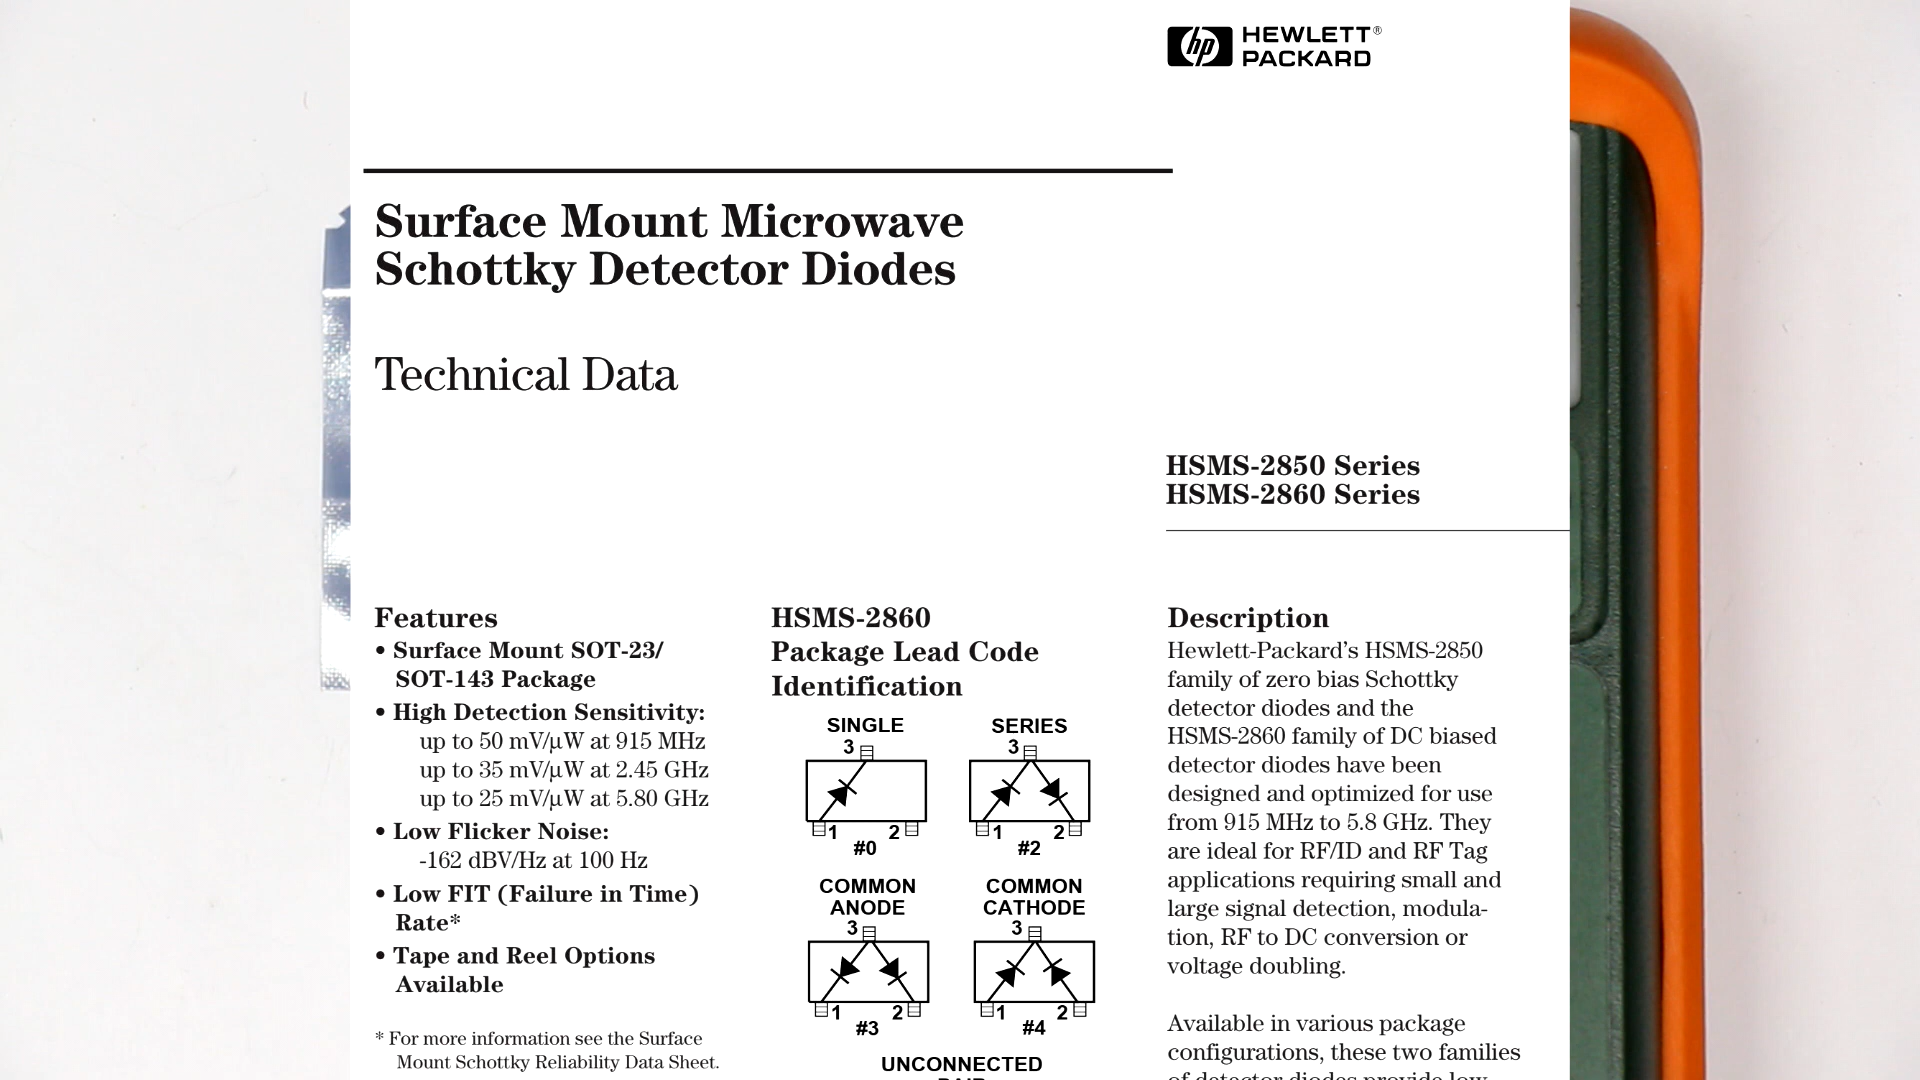 hp HEWLETT®
PACKARD
Surface Mount Microwave
Schottky Detector Diodes
Technical Data
HSMS-2850 Series
HSMS-2860 Series
Features
• Surface Mount SOT-23/
SOT-143 Package
• High Detection Sensitivity:
up to 50 mV/µW at 915 MHz
up to 35 mV/µW at 2.45 GHz
up to 25 mV/µW at 5.80 GHz
• Low Flicker Noise:
-162 dBV/Hz at 100 Hz
• Low FIT (Failure in Time)
Rate*
• Tape and Reel Options
Available
* For more information see the Surface
Mount Schottky Reliability Data Sheet.
HSMS-2860
Package Lead Code
Identification
SINGLE
3
1 2
#0
SERIES
3
1 2
#2
COMMON
ANODE
3
1 2
#3
COMMON
CATHODE
3
1 2
#4
UNCONNECTED
PAIR
Description
Hewlett-Packard's HSMS-2850
family of zero bias Schottky
detector diodes and the
HSMS-2860 family of DC biased
detector diodes have been
designed and optimized for use
from 915 MHz to 5.8 GHz. They
are ideal for RF/ID and RF Tag
applications requiring small and
large signal detection, modula-
tion, RF to DC conversion or
voltage doubling.
Available in various package
configurations, these two families
of detector diodes provide low